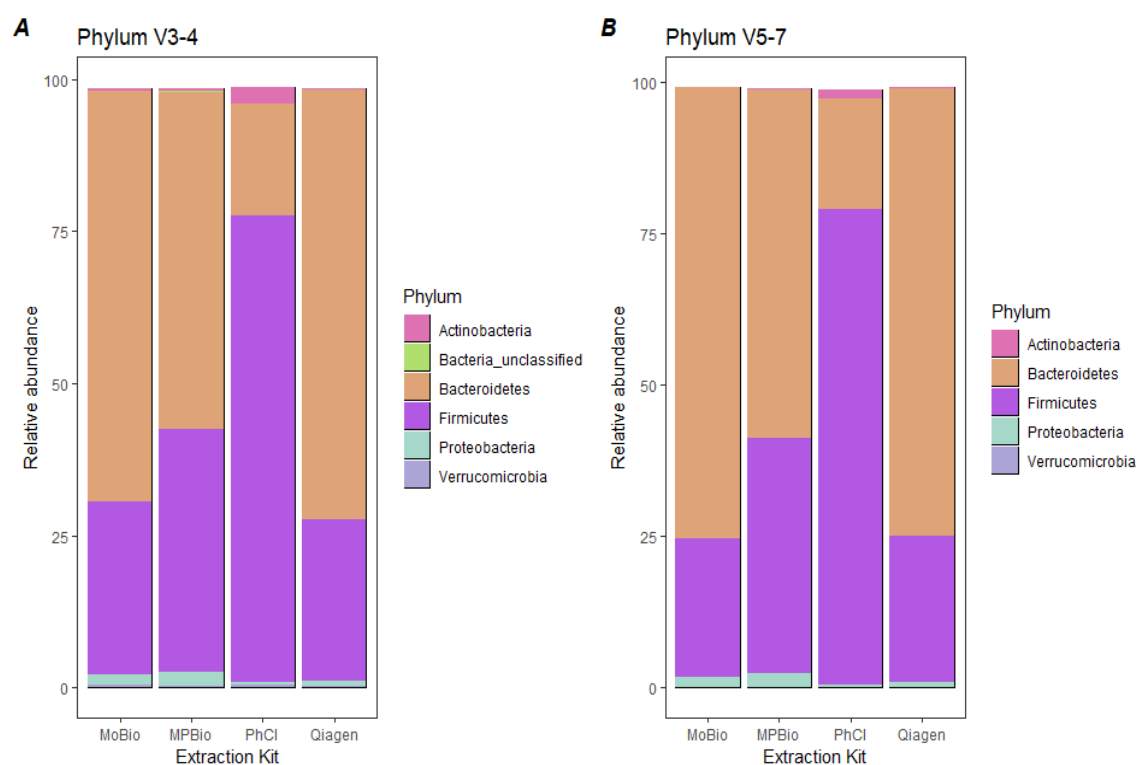 A
Phylum V3-4
100
75
50
25
0
Relative abundance
MoBio MPBio PhCl Qiagen
Extraction Kit
Phylum
Actinobacteria
Bacteria_unclassified
Bacteroidetes
Firmicutes
Proteobacteria
Verrucomicrobia
B
Phylum V5-7
100
75
50
25
0
Relative abundance
MoBio MPBio PhCl Qiagen
Extraction Kit
Phylum
Actinobacteria
Bacteroidetes
Firmicutes
Proteobacteria
Verrucomicrobia